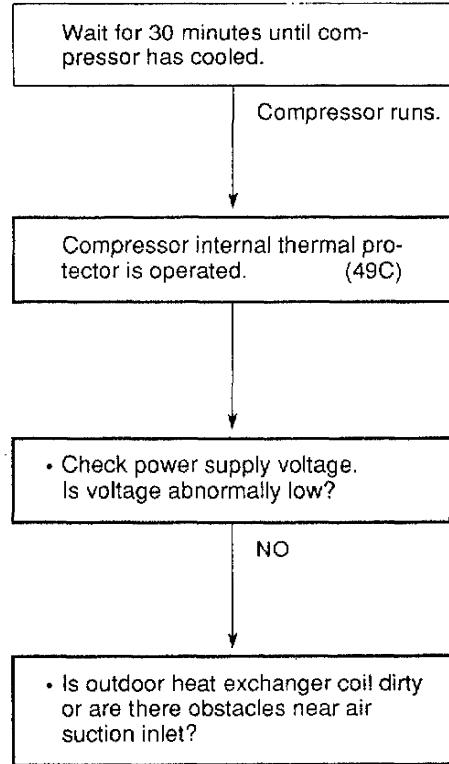 Wait for 30 minutes until com-
pressor has cooled.
Compressor runs.
Compressor internal thermal pro-
tector is operated. (49C)
• Check power supply voltage.
Is voltage abnormally low?
NO
• Is outdoor heat exchanger coil dirty
or are there obstacles near air
suction inlet?